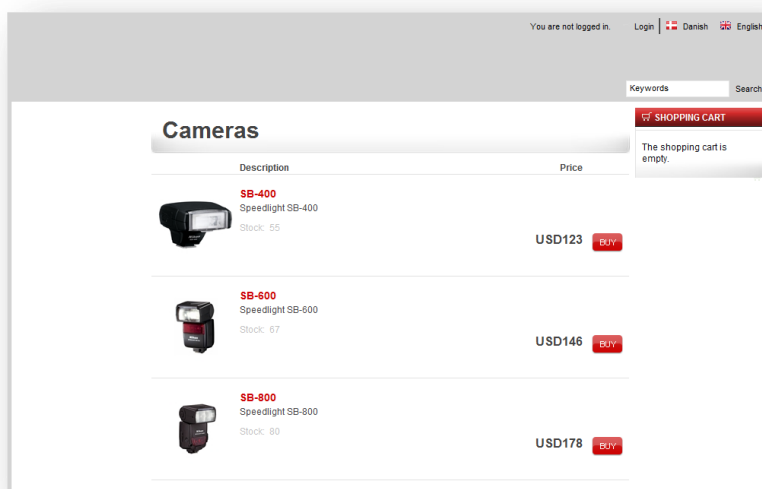 You are not logged in. Login Danish English
Keywords Search
SHOPPING CART
The shopping cart is
empty.
Cameras
Description Price
SB-400
Speedlight SB-400
Stock: 55
USD123 BUY
SB-600
Speedlight SB-600
Stock: 67
USD146 BUY
SB-800
Speedlight SB-800
Stock: 80
USD178 BUY